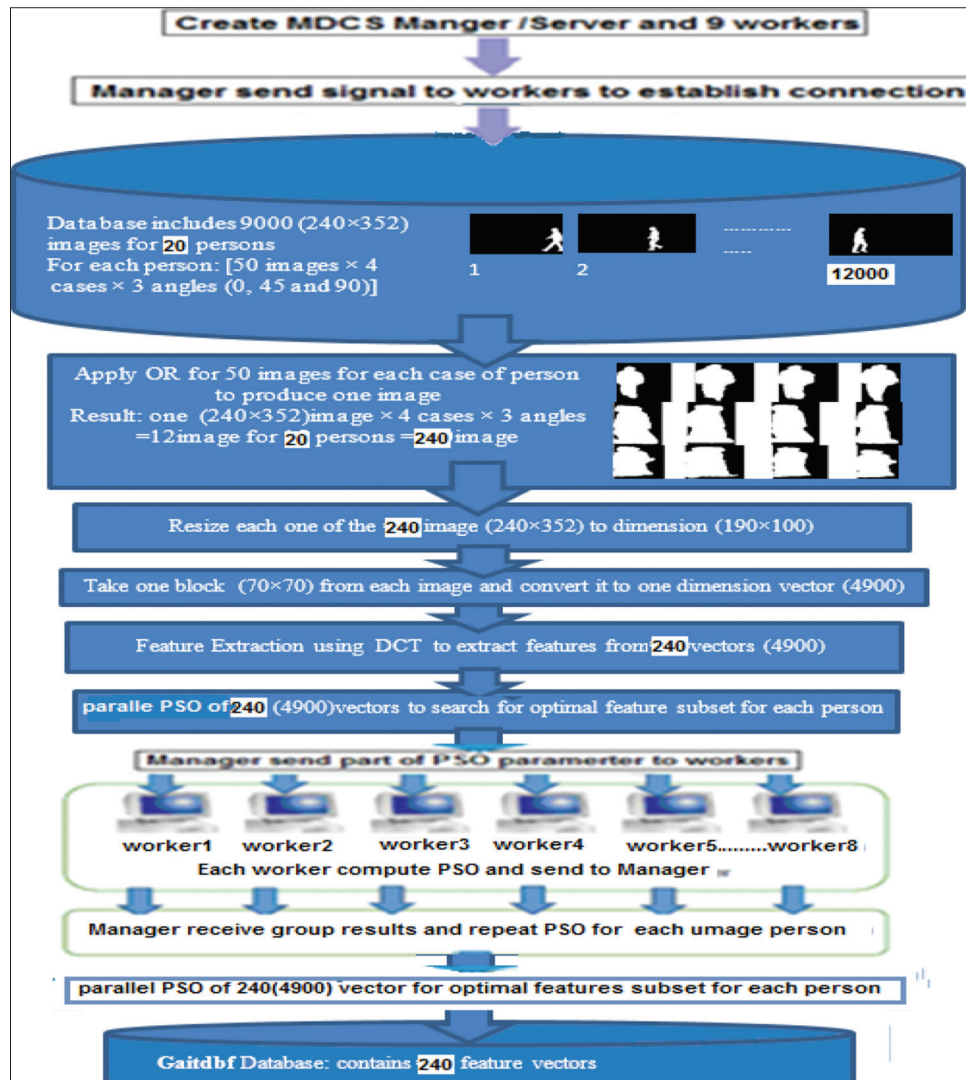 Create MDCS Manger /Server and 9 workers
Manager send signal to workers to establish connection
Database includes 9000 (240×352)
images for 20 persons
For each person: [50 images × 4
cases × 3 angles (0, 45 and 90)]
1
2
12000
Apply OR for 50 images for each case of person
to produce one image
Result: one (240×352)image × 4 cases × 3 angles
=12image for 20 persons =240 image
Resize each one of the 240 image (240×352) to dimension (190×100)
Take one block (70×70) from each image and convert it to one dimension vector (4900)
Feature Extraction using DCT to extract features from 240 vectors (4900)
paralle PSO of 240 (4900)vectors to search for optimal feature subset for each person
Manager send part of PSO paramerter to workers
worker1 worker2 worker3 worker4 worker5.........worker8
Each worker compute PSO and send to Manager
Manager receive group results and repeat PSO for each umage person
parallel PSO of 240(4900) vector for optimal features subset for each person
Gaitdbf Database: contains 240 feature vectors